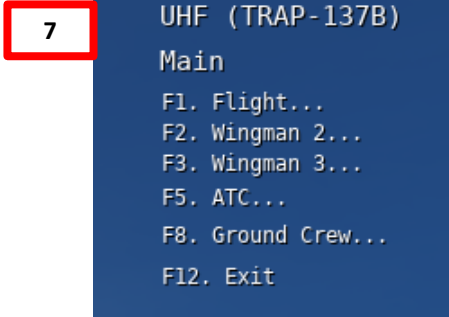 7
UHF (TRAP-137B)
Main
F1. Flight...
F2. Wingman 2...
F3. Wingman 3...
F5. ATC...
F8. Ground Crew...
F12. Exit